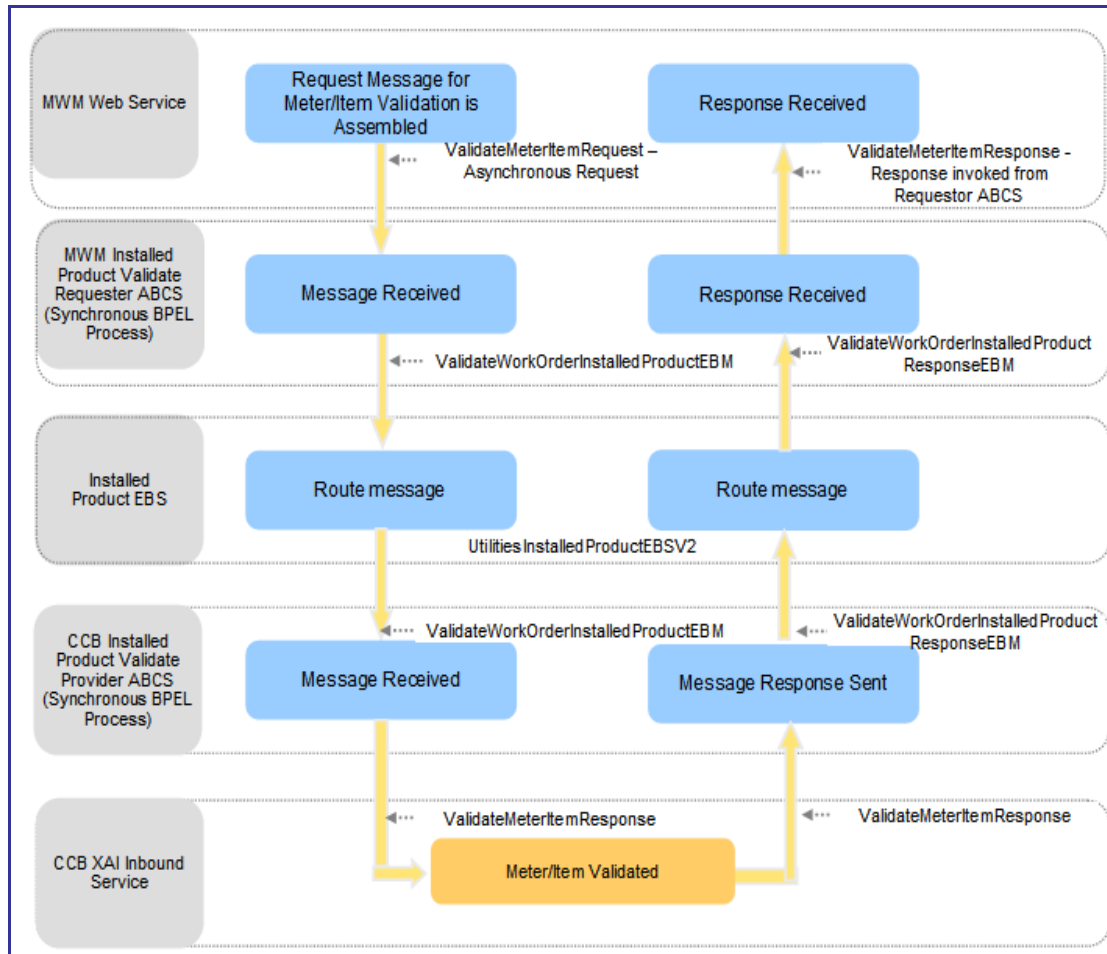 MWM Web Service
Request Message for
Meter/Item Validation is
Assembled
Response Received
ValidateMeterItemRequest –
Asynchronous Request
ValidateMeterItemResponse -
Response invoked from
Requestor ABCS
MWM Installed
Product Validate
Requester ABCS
(Synchronous BPEL
Process)
Message Received
Response Received
ValidateWorkOrderInstalledProductEBM
ValidateWorkOrderInstalledProduct
ResponseEBM
Installed
Product EBS
Route message
Route message
UtilitiesInstalledProductEBSV2
CCB Installed
Product Validate
Provider ABCS
(Synchronous BPEL
Process)
ValidateWorkOrderInstalledProductEBM
ValidateWorkOrderInstalledProduct
ResponseEBM
Message Received
Message Response Sent
CCB XAI Inbound
Service
ValidateMeterItemResponse
ValidateMeterItemResponse
Meter/Item Validated